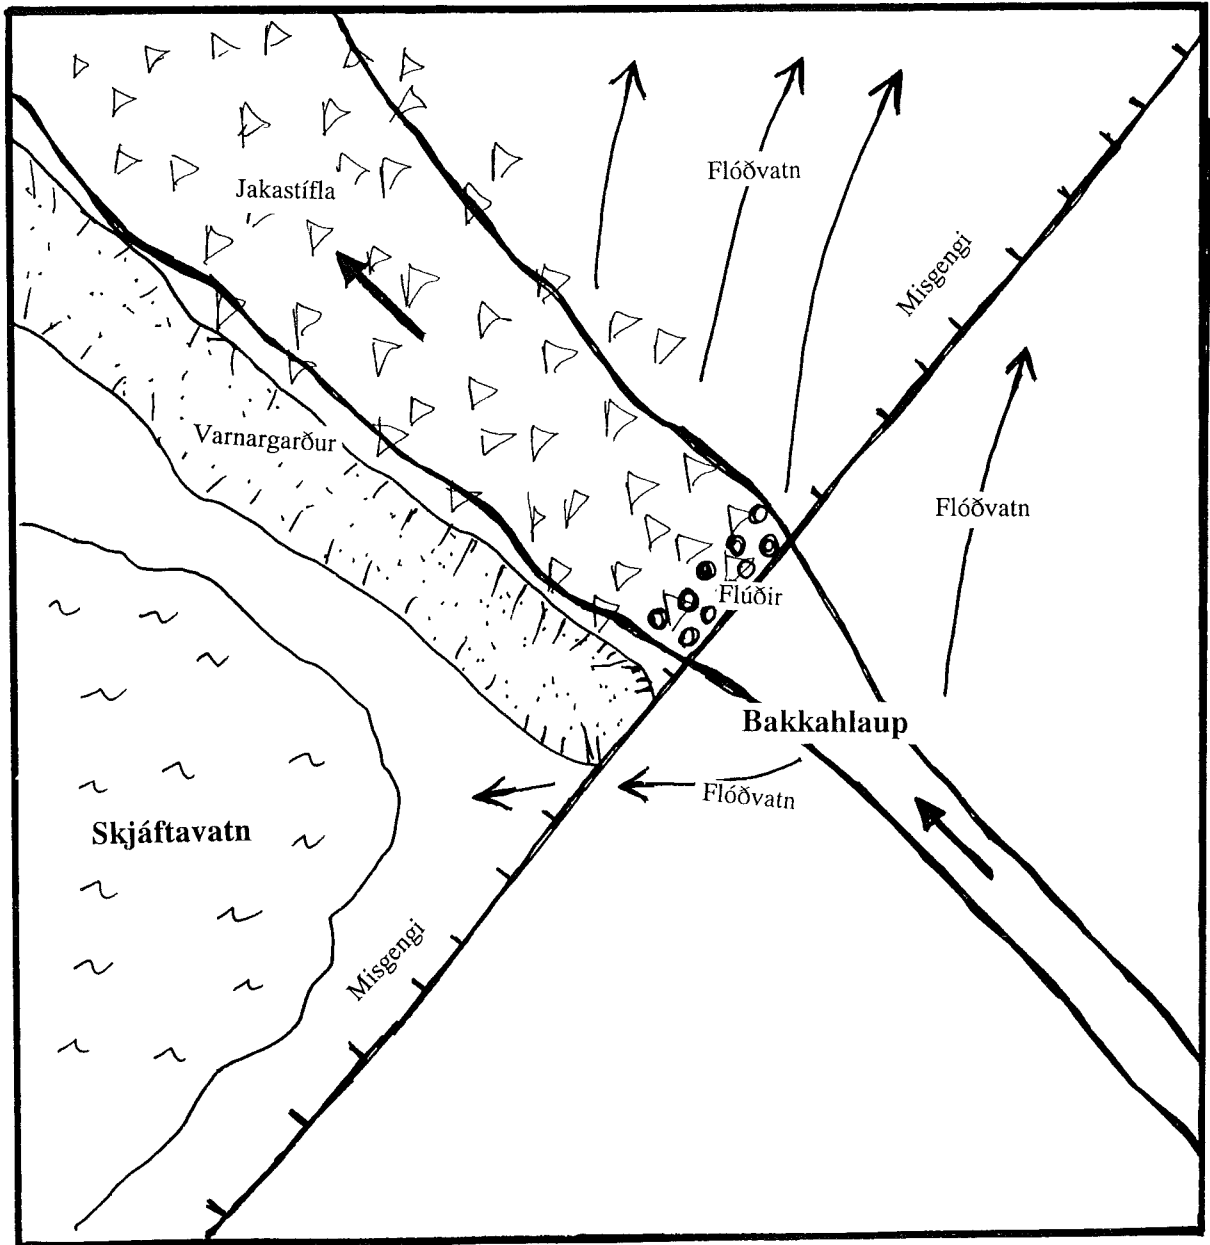 Flóðvatn
Jakastífla
Misgengi
Varnargarður
Flóðvatn
Flúðir
Bakkahlaup
Flóðvatn
Skjáftavatn
Misgengi